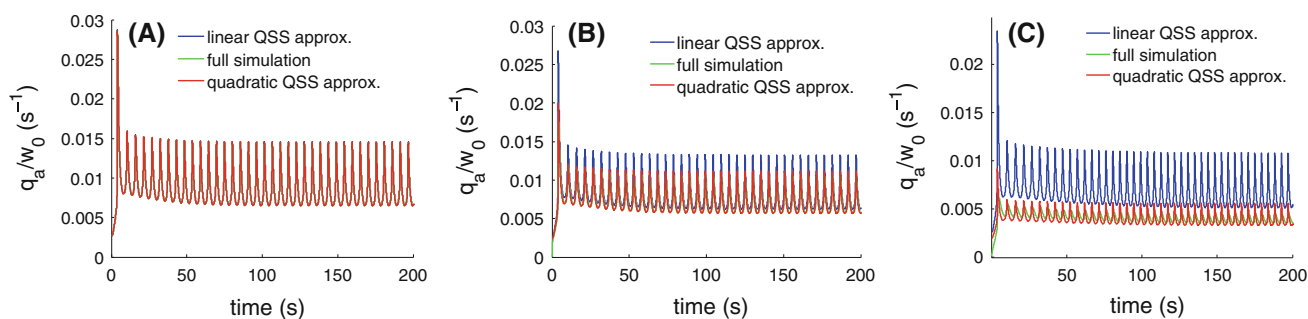 (A)
linear QSS approx.
full simulation
quadratic QSS approx.
q_a/w_0 (s^{-1})
0.03
0.025
0.02
0.015
0.01
0.005
0
0 50 100 150 200
time (s)
(B)
linear QSS approx.
full simulation
quadratic QSS approx.
q_a/w_0 (s^{-1})
0.03
0.025
0.02
0.015
0.01
0.005
0
0 50 100 150 200
time (s)
(C)
linear QSS approx.
full simulation
quadratic QSS approx.
q_a/w_0 (s^{-1})
0.02
0.015
0.01
0.005
0
50 100 150 200
time (s)